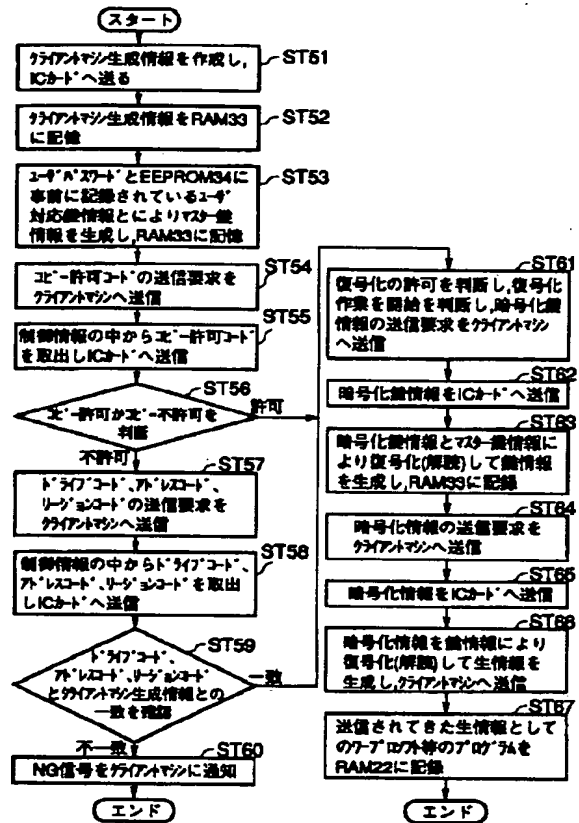 スタート
クライアントマシン生成情報を作成し,
ICカードへ送る
ST51
クライアントマシン生成情報をRAM33
に記憶
ST52
ユーザパスワードとEEPROM34に
事前に記録されているユーザ
対応鍵情報とによりマスター鍵
情報を生成し,RAM33に記憶
ST53
コピー許可コードの送信要求を
クライアントマシンへ送信
ST54
制御情報の中からコピー許可コード
を取出しICカードへ送信
ST55
コピー許可かコピー不許可を
判断
ST56
許可
不許可
ドライブコード、アドレスコード、
リージョンコードの送信要求を
クライアントマシンへ送信
ST57
制御情報の中からドライブコード、
アドレスコード、リージョンコードを取出
しICカードへ送信
ST58
ドライブコード、
アドレスコード、リージョンコード
とクライアントマシン生成情報との
一致を確認
ST59
一致
不一致
NG信号をクライアントマシンに通知
ST60
エンド
復号化の許可を判断し,復号化
作業を開始を判断し,暗号化鍵
情報の送信要求をクライアントマシン
へ送信
ST61
暗号化鍵情報をICカードへ送信
ST62
暗号化鍵情報とマスター鍵情報に
より復号化(解読)して鍵情報
を生成し,RAM33に記録
ST63
暗号化情報の送信要求を
クライアントマシンへ送信
ST64
暗号化情報をICカードへ送信
ST65
暗号化情報を鍵情報により
復号化(解読)して生情報を
生成し,クライアントマシンへ送信
ST66
送信されてきた生情報として
のワープロソフト等のプログラムを
RAM22に記録
ST67
エンド